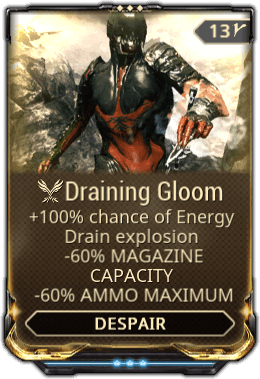 13
Draining Gloom
+100% chance of Energy
Drain explosion
-60% MAGAZINE
CAPACITY
-60% AMMO MAXIMUM
DESPAIR